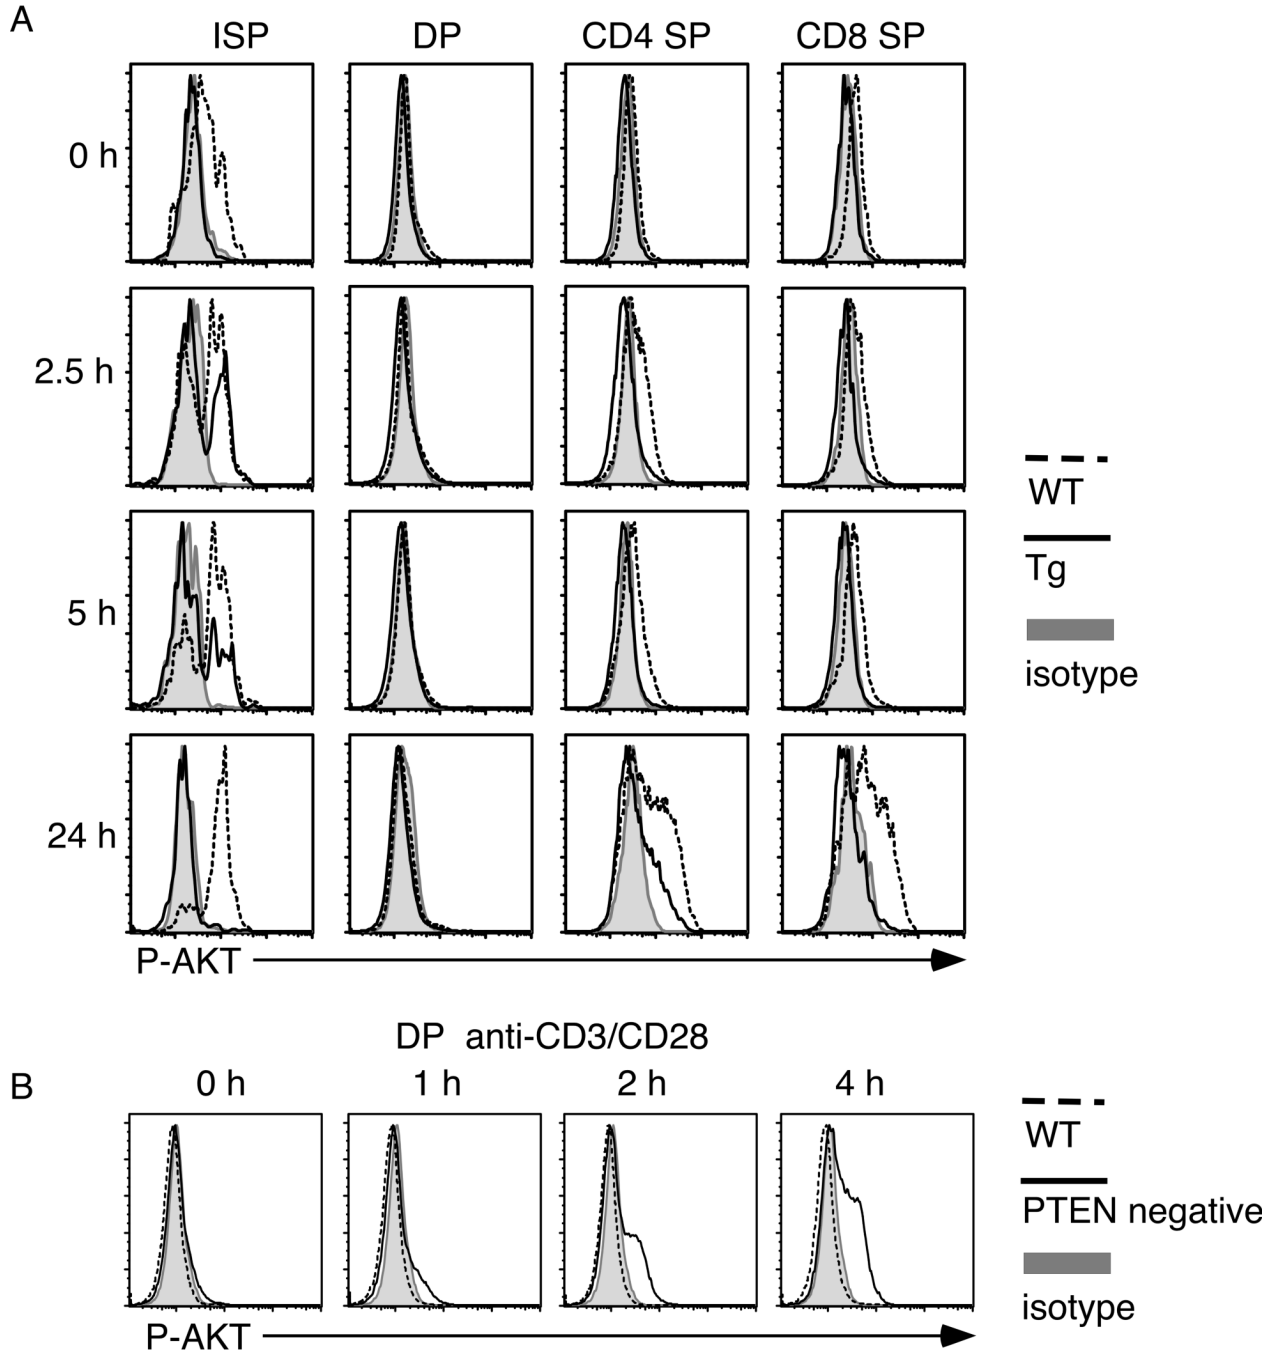 A
ISP DP CD4 SP CD8 SP
0 h
2.5 h
5 h
24 h
P-AKT
WT
Tg
isotype
DP anti-CD3/CD28
B
0 h 1 h 2 h 4 h
P-AKT
WT
PTEN negative
isotype